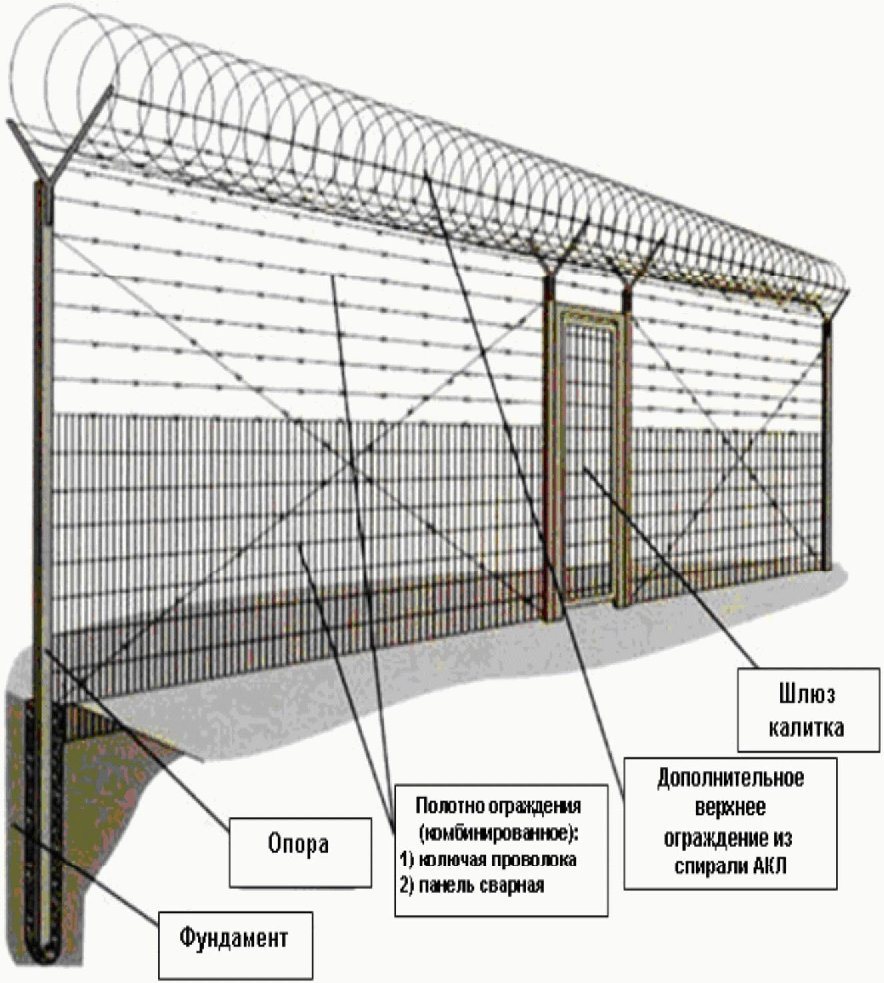 Шлюз
калитка
Дополнительное
верхнее
ограждение из
спирали АКЛ
Полотно ограждения
(комбинированное):
1) колючая проволока
2) панель сварная
Опора
Фундамент